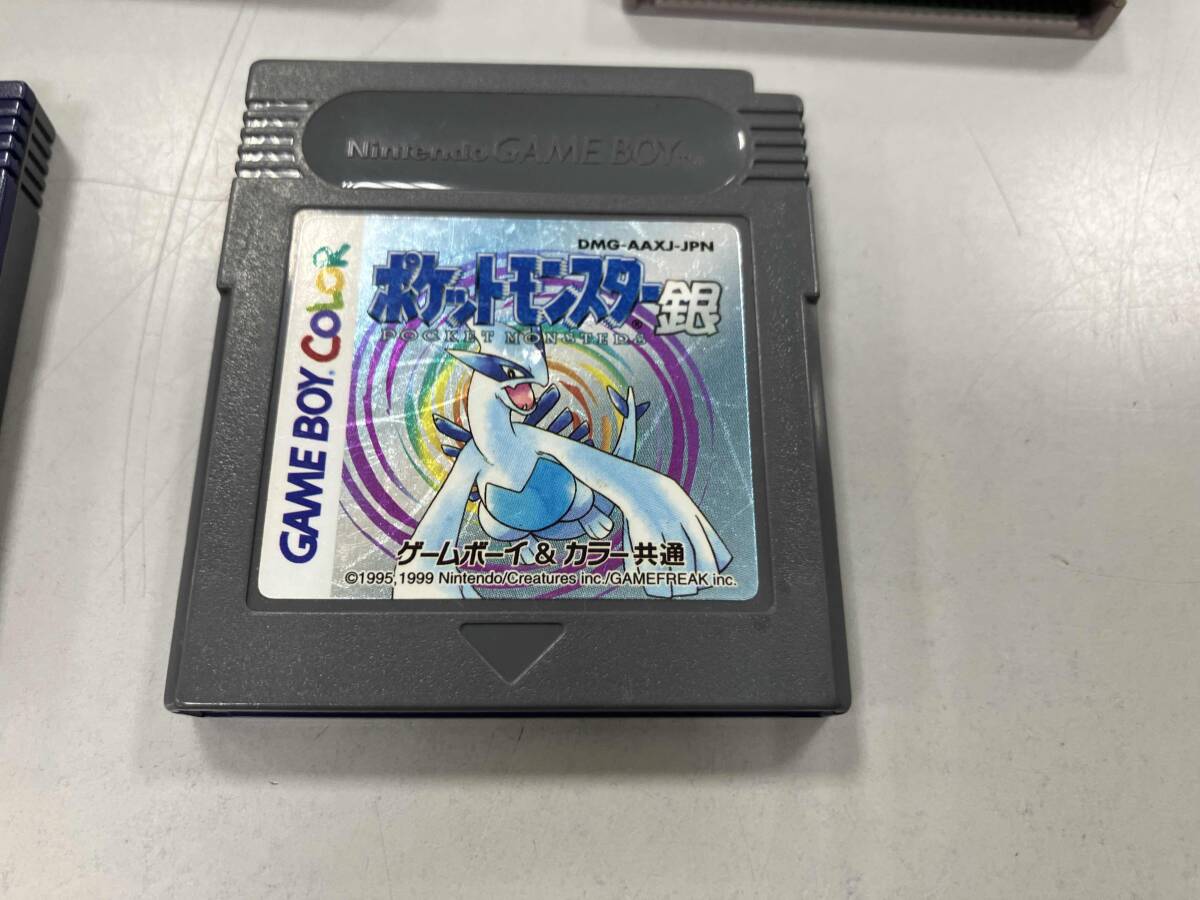 Nintendo GAME BOY
DMG-AAXJ-JPN
ポケットモンスター銀
POCKET MONSTERS
GAME BOY COLOR
ゲームボーイ & カラー共通
©1995,1999 Nintendo/Creatures inc./GAMEFREAK inc.